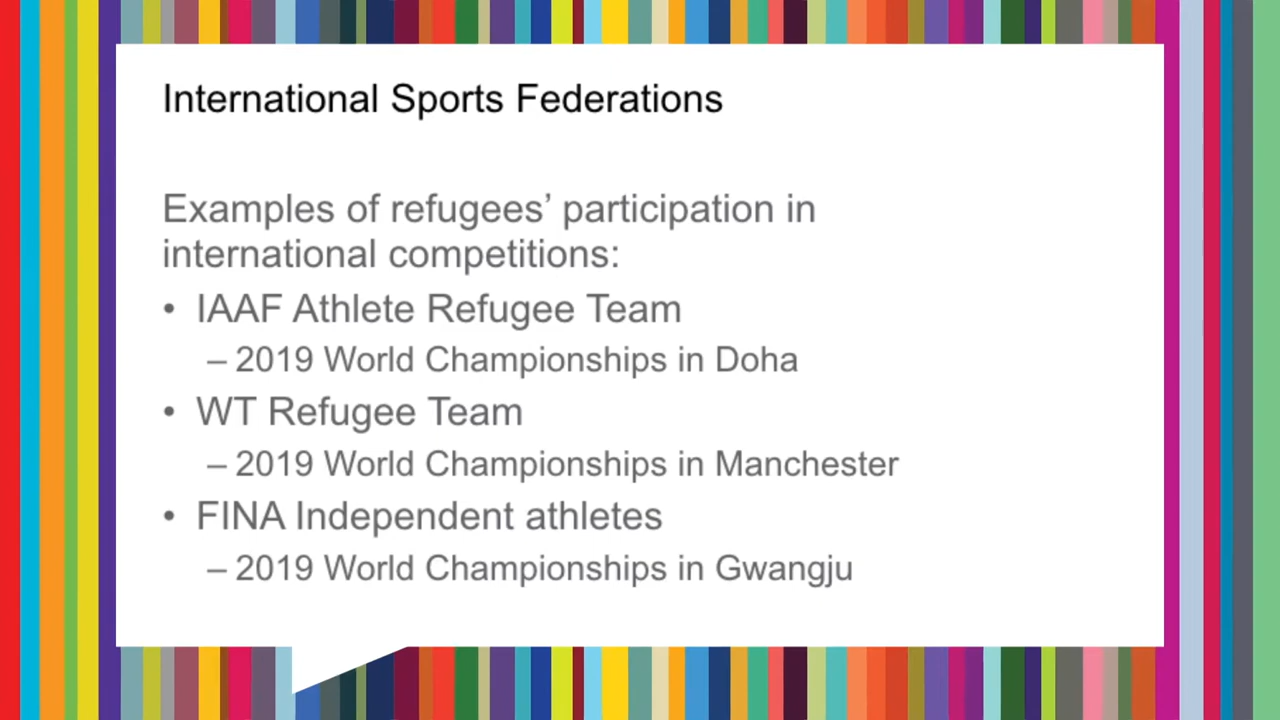 International Sports Federations
Examples of refugees’ participation in
international competitions:
• IAAF Athlete Refugee Team
– 2019 World Championships in Doha
• WT Refugee Team
– 2019 World Championships in Manchester
• FINA Independent athletes
– 2019 World Championships in Gwangju